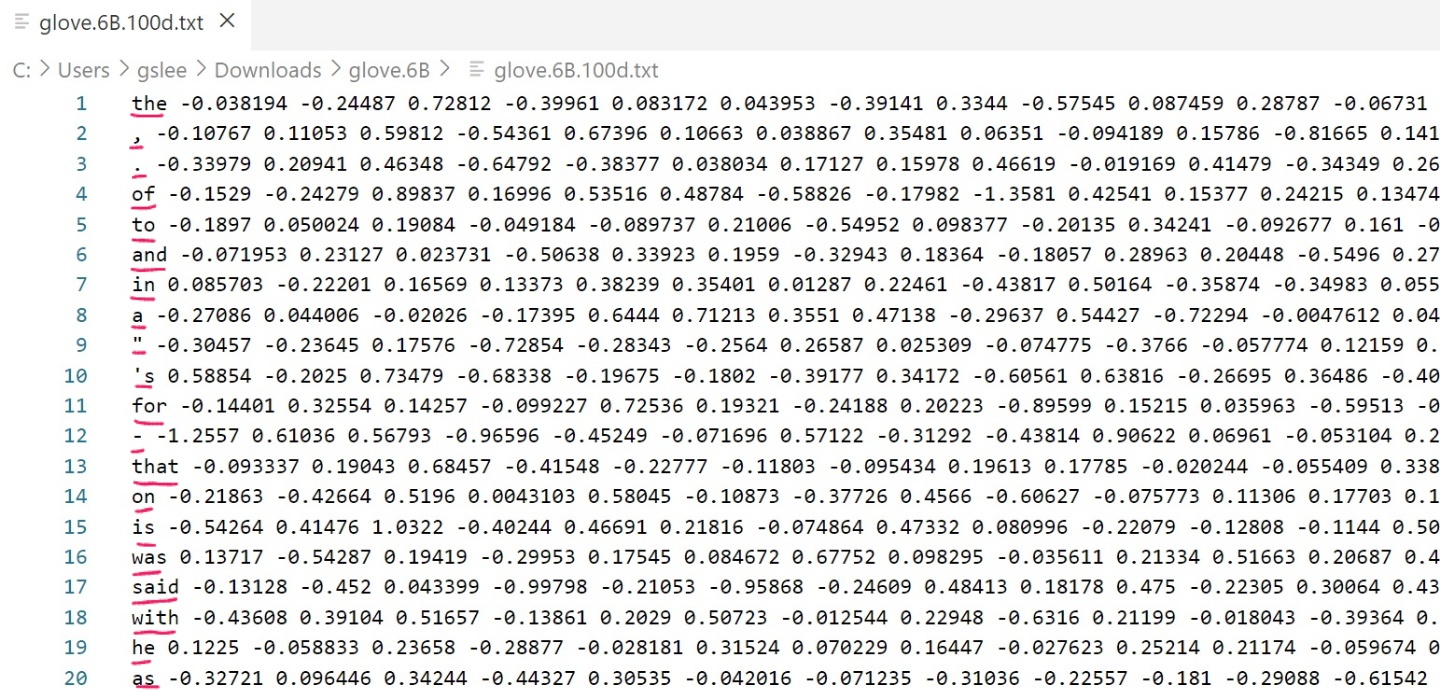 glove.6B.100d.txt ×
C: > Users > gslee > Downloads > glove.6B > glove.6B.100d.txt
1 the -0.038194 -0.24487 0.72812 -0.39961 0.083172 0.043953 -0.39141 0.3344 -0.57545 0.087459 0.28787 -0.06731
2 , -0.10767 0.11053 0.59812 -0.54361 0.67396 0.10663 0.038867 0.35481 0.06351 -0.094189 0.15786 -0.81665 0.141
3 . -0.33979 0.20941 0.46348 -0.64792 -0.38377 0.038034 0.17127 0.15978 0.46619 -0.019169 0.41479 -0.34349 0.26
4 of -0.1529 -0.24279 0.89837 0.16996 0.53516 0.48784 -0.58826 -0.17982 -1.3581 0.42541 0.15377 0.24215 0.13474
5 to -0.1897 0.050024 0.19084 -0.049184 -0.089737 0.21006 -0.54952 0.098377 -0.20135 0.34241 -0.092677 0.161 -0
6 and -0.071953 0.23127 0.023731 -0.50638 0.33923 0.1959 -0.32943 0.18364 -0.18057 0.28963 0.20448 -0.5496 0.27
7 in 0.085703 -0.22201 0.16569 0.13373 0.38239 0.35401 0.01287 0.22461 -0.43817 0.50164 -0.35874 -0.34983 0.055
8 a -0.27086 0.044006 -0.02026 -0.17395 0.6444 0.71213 0.3551 0.47138 -0.29637 0.54427 -0.72294 -0.0047612 0.04
9 " -0.30457 -0.23645 0.17576 -0.72854 -0.28343 -0.2564 0.26587 0.025309 -0.074775 -0.3766 -0.057774 0.12159 0.
10 's 0.58854 -0.2025 0.73479 -0.68338 -0.19675 -0.1802 -0.39177 0.34172 -0.60561 0.63816 -0.26695 0.36486 -0.40
11 for -0.14401 0.32554 0.14257 -0.099227 0.72536 0.19321 -0.24188 0.20223 -0.89599 0.15215 0.035963 -0.59513 -0
12 - -1.2557 0.61036 0.56793 -0.96596 -0.45249 -0.071696 0.57122 -0.31292 -0.43814 0.90622 0.06961 -0.053104 0.2
13 that -0.093337 0.19043 0.68457 -0.41548 -0.22777 -0.11803 -0.095434 0.19613 0.17785 -0.020244 -0.055409 0.338
14 on -0.21863 -0.42664 0.5196 0.0043103 0.58045 -0.10873 -0.37726 0.4566 -0.60627 -0.075773 0.11306 0.17703 0.1
15 is -0.54264 0.41476 1.0322 -0.40244 0.46691 0.21816 -0.074864 0.47332 0.080996 -0.22079 -0.12808 -0.1144 0.50
16 was 0.13717 -0.54287 0.19419 -0.29953 0.17545 0.084672 0.67752 0.098295 -0.035611 0.21334 0.51663 0.20687 0.4
17 said -0.13128 -0.452 0.043399 -0.99798 -0.21053 -0.95868 -0.24609 0.48413 0.18178 0.475 -0.22305 0.30064 0.43
18 with -0.43608 0.39104 0.51657 -0.13861 0.2029 0.50723 -0.012544 0.22948 -0.6316 0.21199 -0.018043 -0.39364 0.
19 he 0.1225 -0.058833 0.23658 -0.28877 -0.028181 0.31524 0.070229 0.16447 -0.027623 0.25214 0.21174 -0.059674 0
20 as -0.32721 0.096446 0.34244 -0.44327 0.30535 -0.042016 -0.071235 -0.31036 -0.22557 -0.181 -0.29088 -0.61542